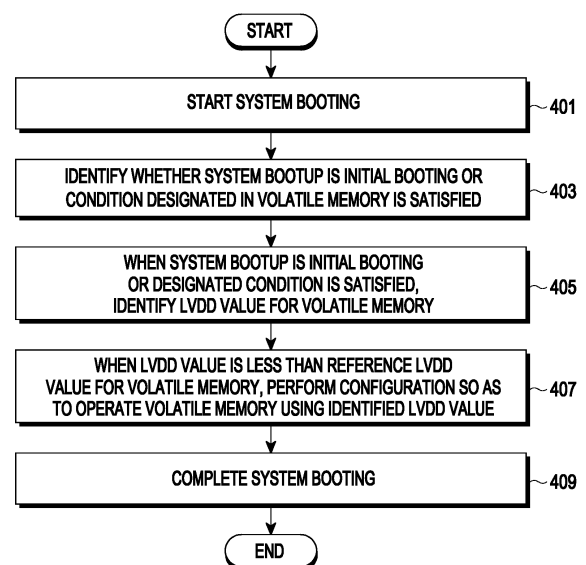 START
START SYSTEM BOOTING
401
IDENTIFY WHETHER SYSTEM BOOTUP IS INITIAL BOOTING OR
CONDITION DESIGNATED IN VOLATILE MEMORY IS SATISFIED
403
WHEN SYSTEM BOOTUP IS INITIAL BOOTING
OR DESIGNATED CONDITION IS SATISFIED,
IDENTIFY LVDD VALUE FOR VOLATILE MEMORY
405
WHEN LVDD VALUE IS LESS THAN REFERENCE LVDD
VALUE FOR VOLATILE MEMORY, PERFORM CONFIGURATION SO AS
TO OPERATE VOLATILE MEMORY USING IDENTIFIED LVDD VALUE
407
COMPLETE SYSTEM BOOTING
409
END